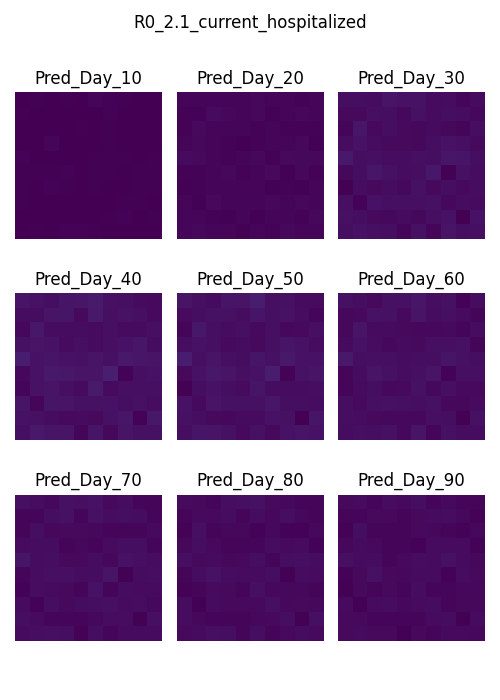 R0_2.1_current_hospitalized
Pred_Day_10 Pred_Day_20 Pred_Day_30
Pred_Day_40 Pred_Day_50 Pred_Day_60
Pred_Day_70 Pred_Day_80 Pred_Day_90